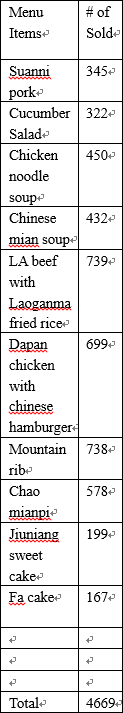 Menu # of
Items Sold
Suanni 345
pork
Cucumber 322
Salad
Chicken 450
noodle
soup
Chinese 432
mian soup
LA beef 739
with
Laoganma
fried rice
Dapan 699
chicken
with
chinese
hamburger
Mountain 738
rib
Chao 578
mianpi
Jiuniang 199
sweet
cake
Fa cake 167
Total 4669